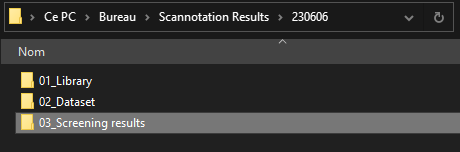 Ce PC > Bureau > Scannotation Results > 230606
Nom
01_Library
02_Dataset
03_Screening results